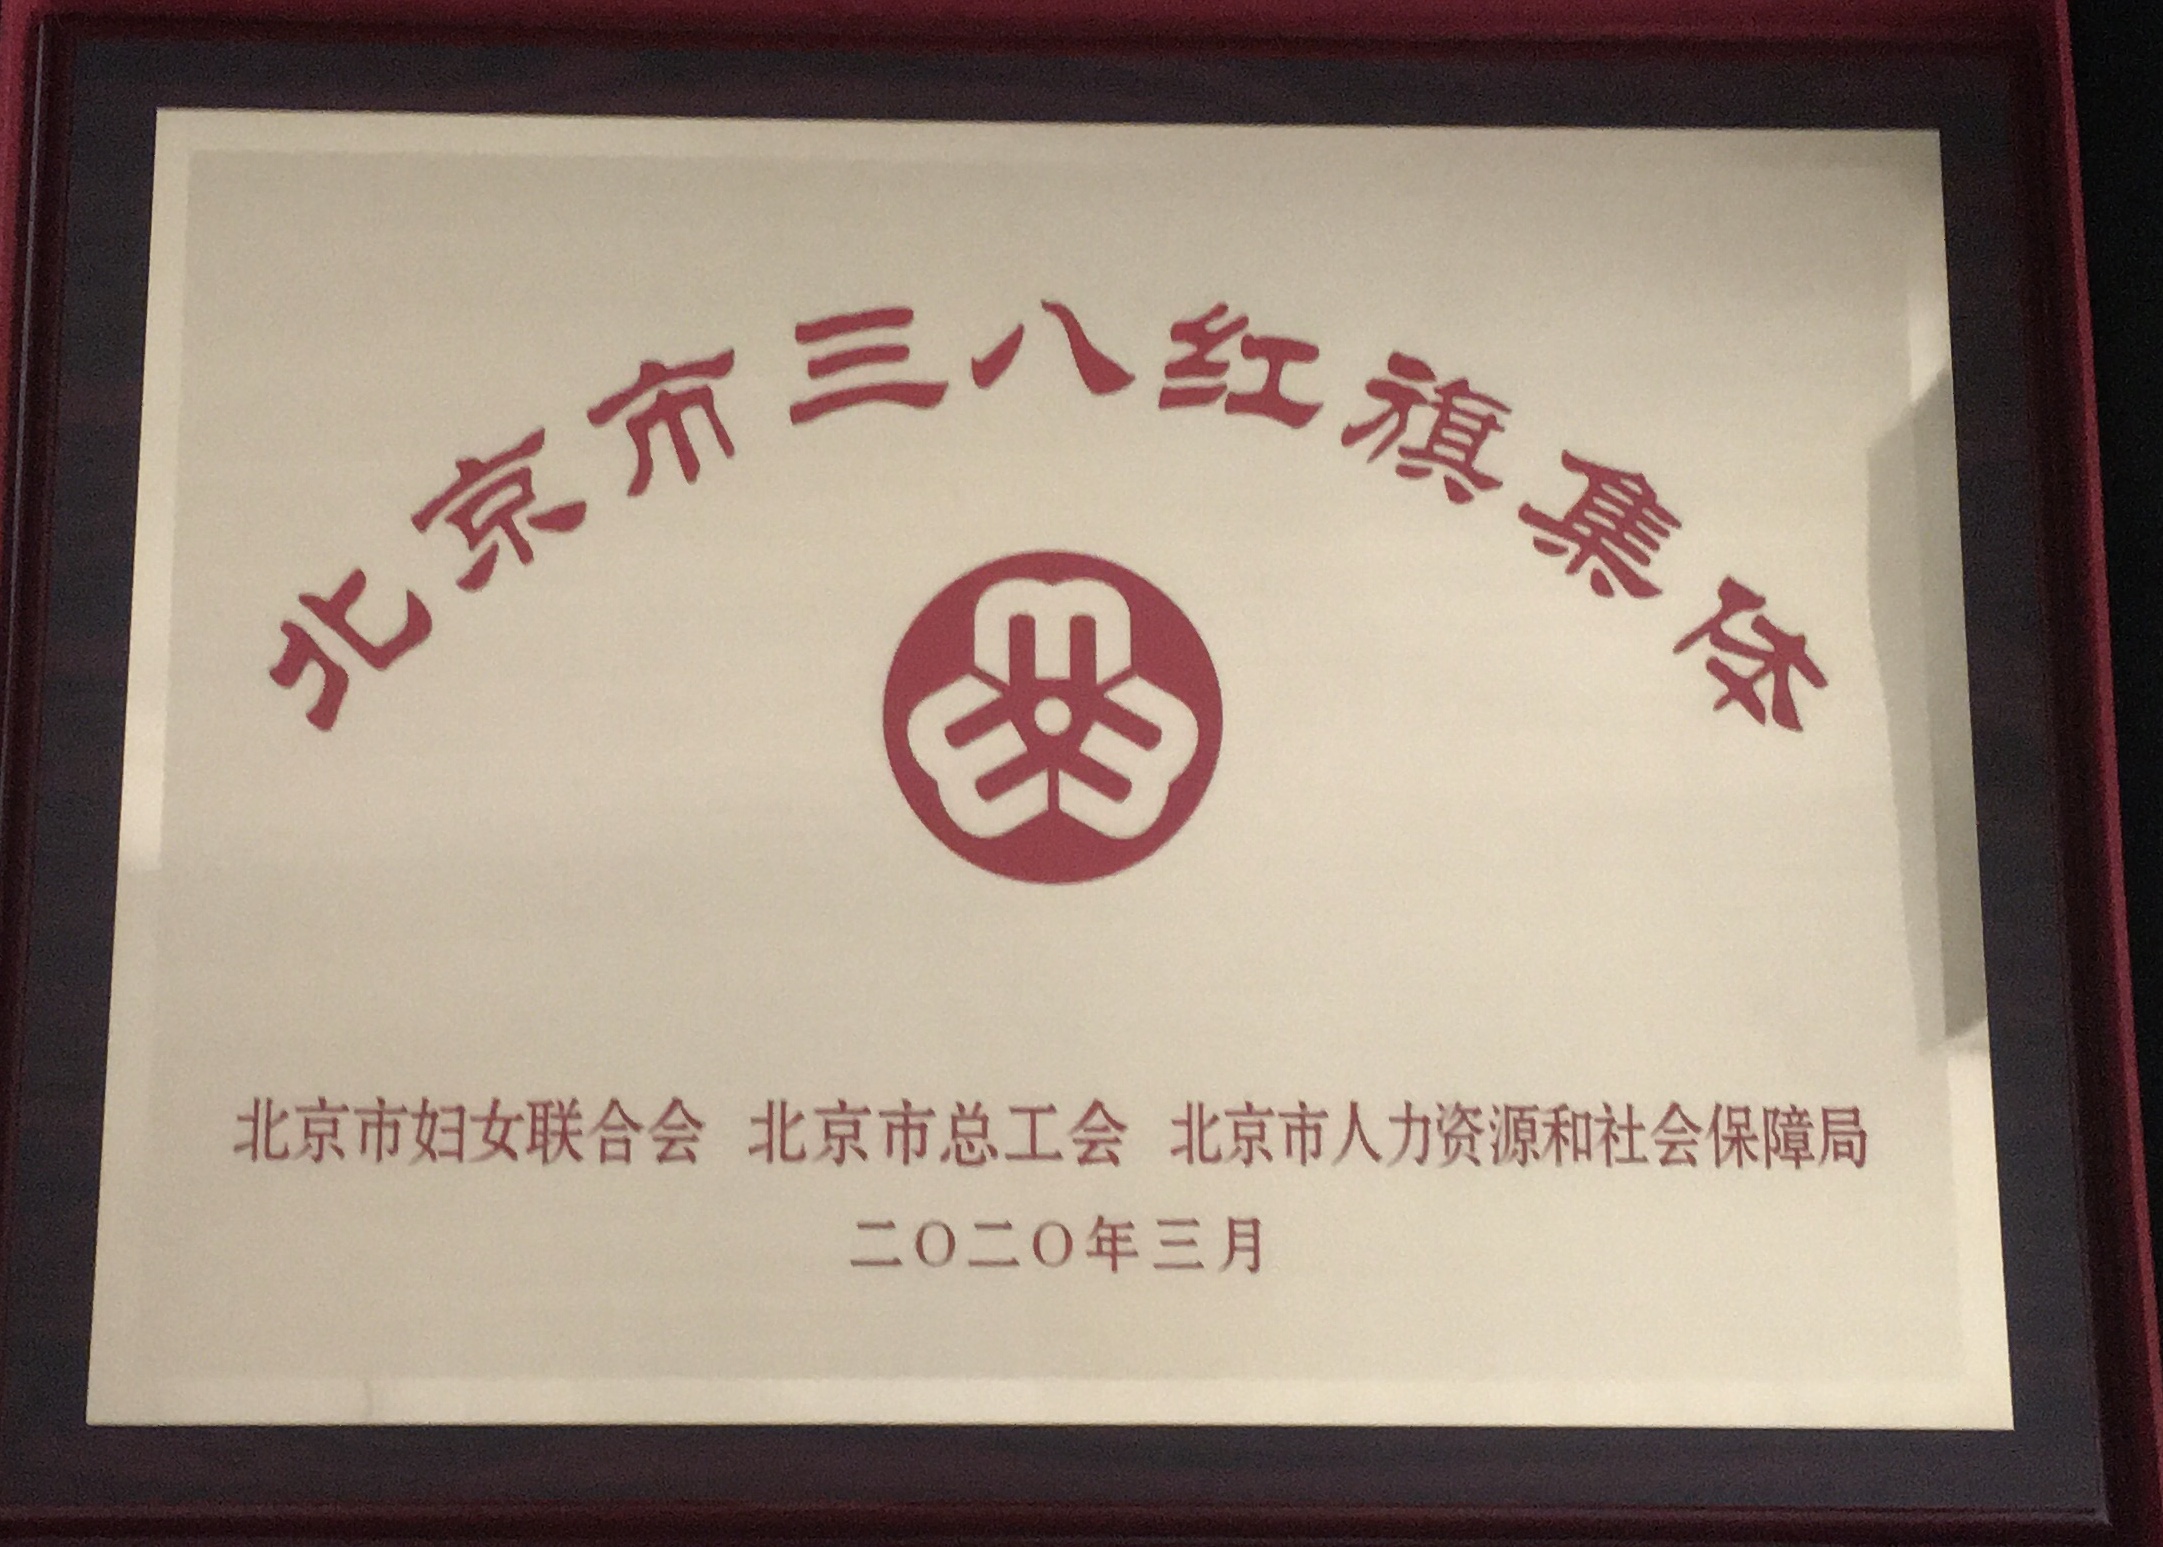 北京市三八红旗集体
北京市妇女联合会 北京市总工会 北京市人力资源和社会保障局
二〇二〇年三月